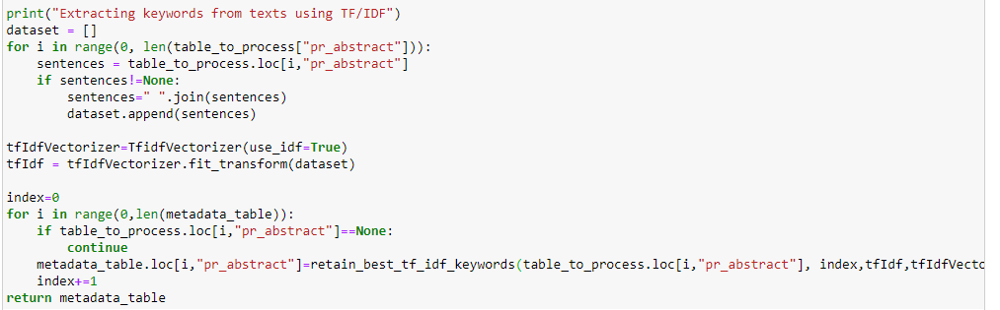 print("Extracting keywords from texts using TF/IDF")
dataset = []
for i in range(0, len(table_to_process["pr_abstract"])):
    sentences = table_to_process.loc[i,"pr_abstract"]
    if sentences!=None:
        sentences=" ".join(sentences)
        dataset.append(sentences)

tfIdfVectorizer=TfidfVectorizer(use_idf=True)
tfIdf = tfIdfVectorizer.fit_transform(dataset)

index=0
for i in range(0,len(metadata_table)):
    if table_to_process.loc[i,"pr_abstract"]==None:
        continue
    metadata_table.loc[i,"pr_abstract"]=retain_best_tf_idf_keywords(table_to_process.loc[i,"pr_abstract"], index,tfIdf,tfIdfVecto
    index+=1
return metadata_table